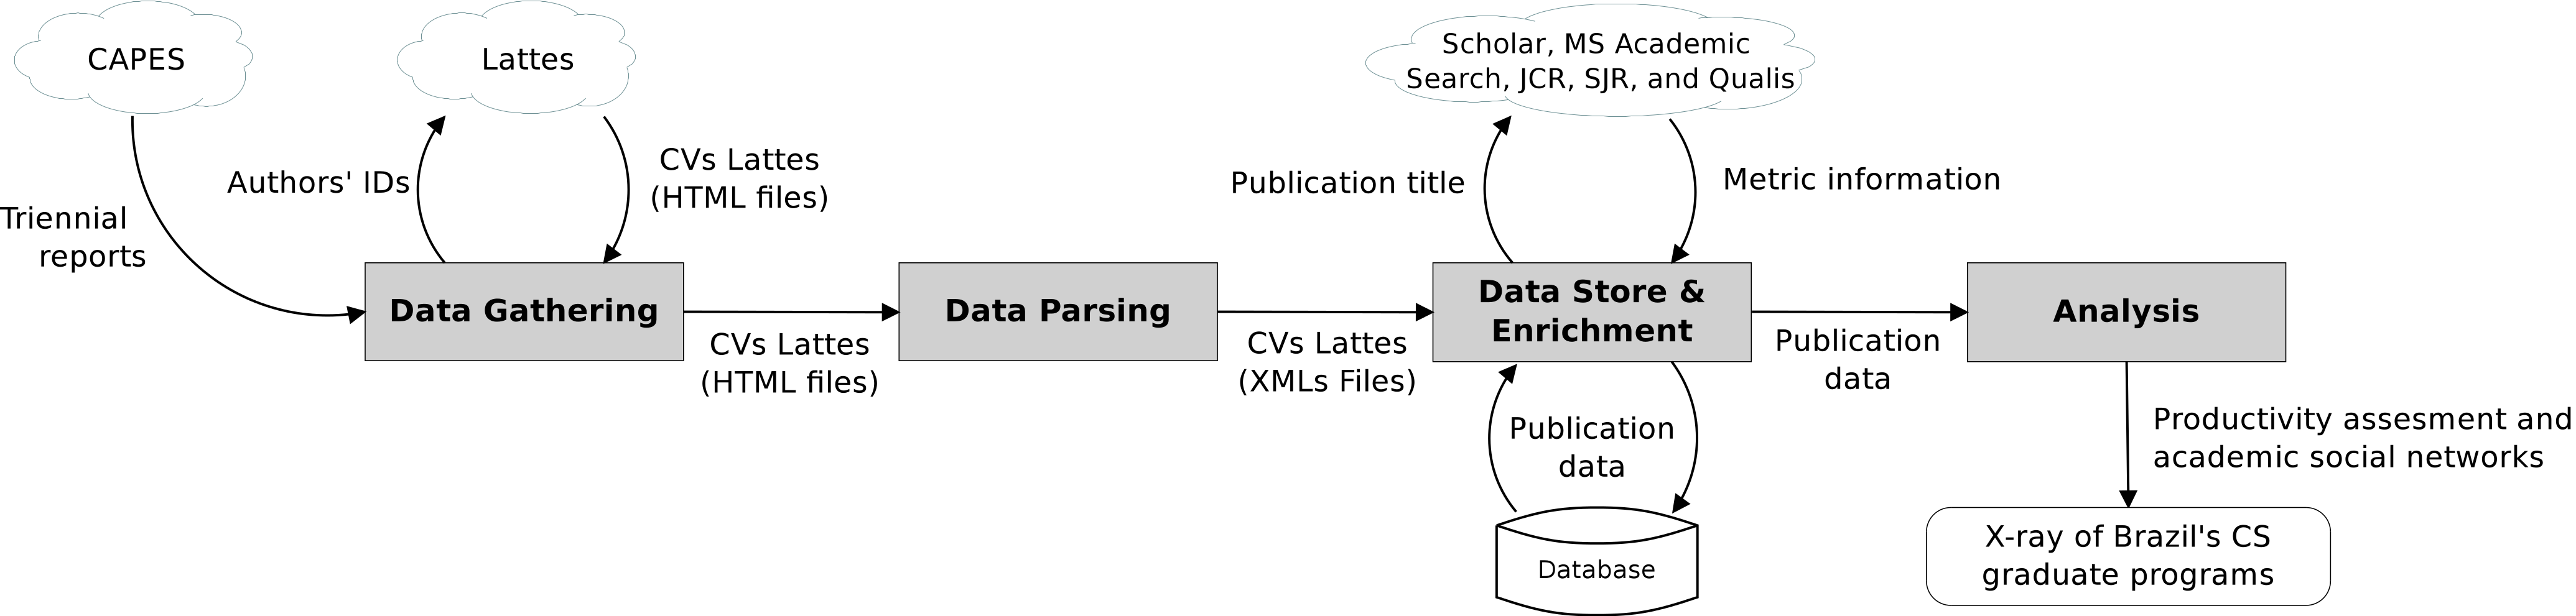 CAPES
Lattes
Scholar, MS Academic
Search, JCR, SJR, and Qualis
Triennial
reports
Authors' IDs
CVs Lattes
(HTML files)
Publication title
Metric information
Data Gathering
CVs Lattes
(HTML files)
Data Parsing
CVs Lattes
(XMLs Files)
Data Store &
Enrichment
Publication
data
Analysis
Publication
data
Database
Productivity assesment and
academic social networks
X-ray of Brazil's CS
graduate programs